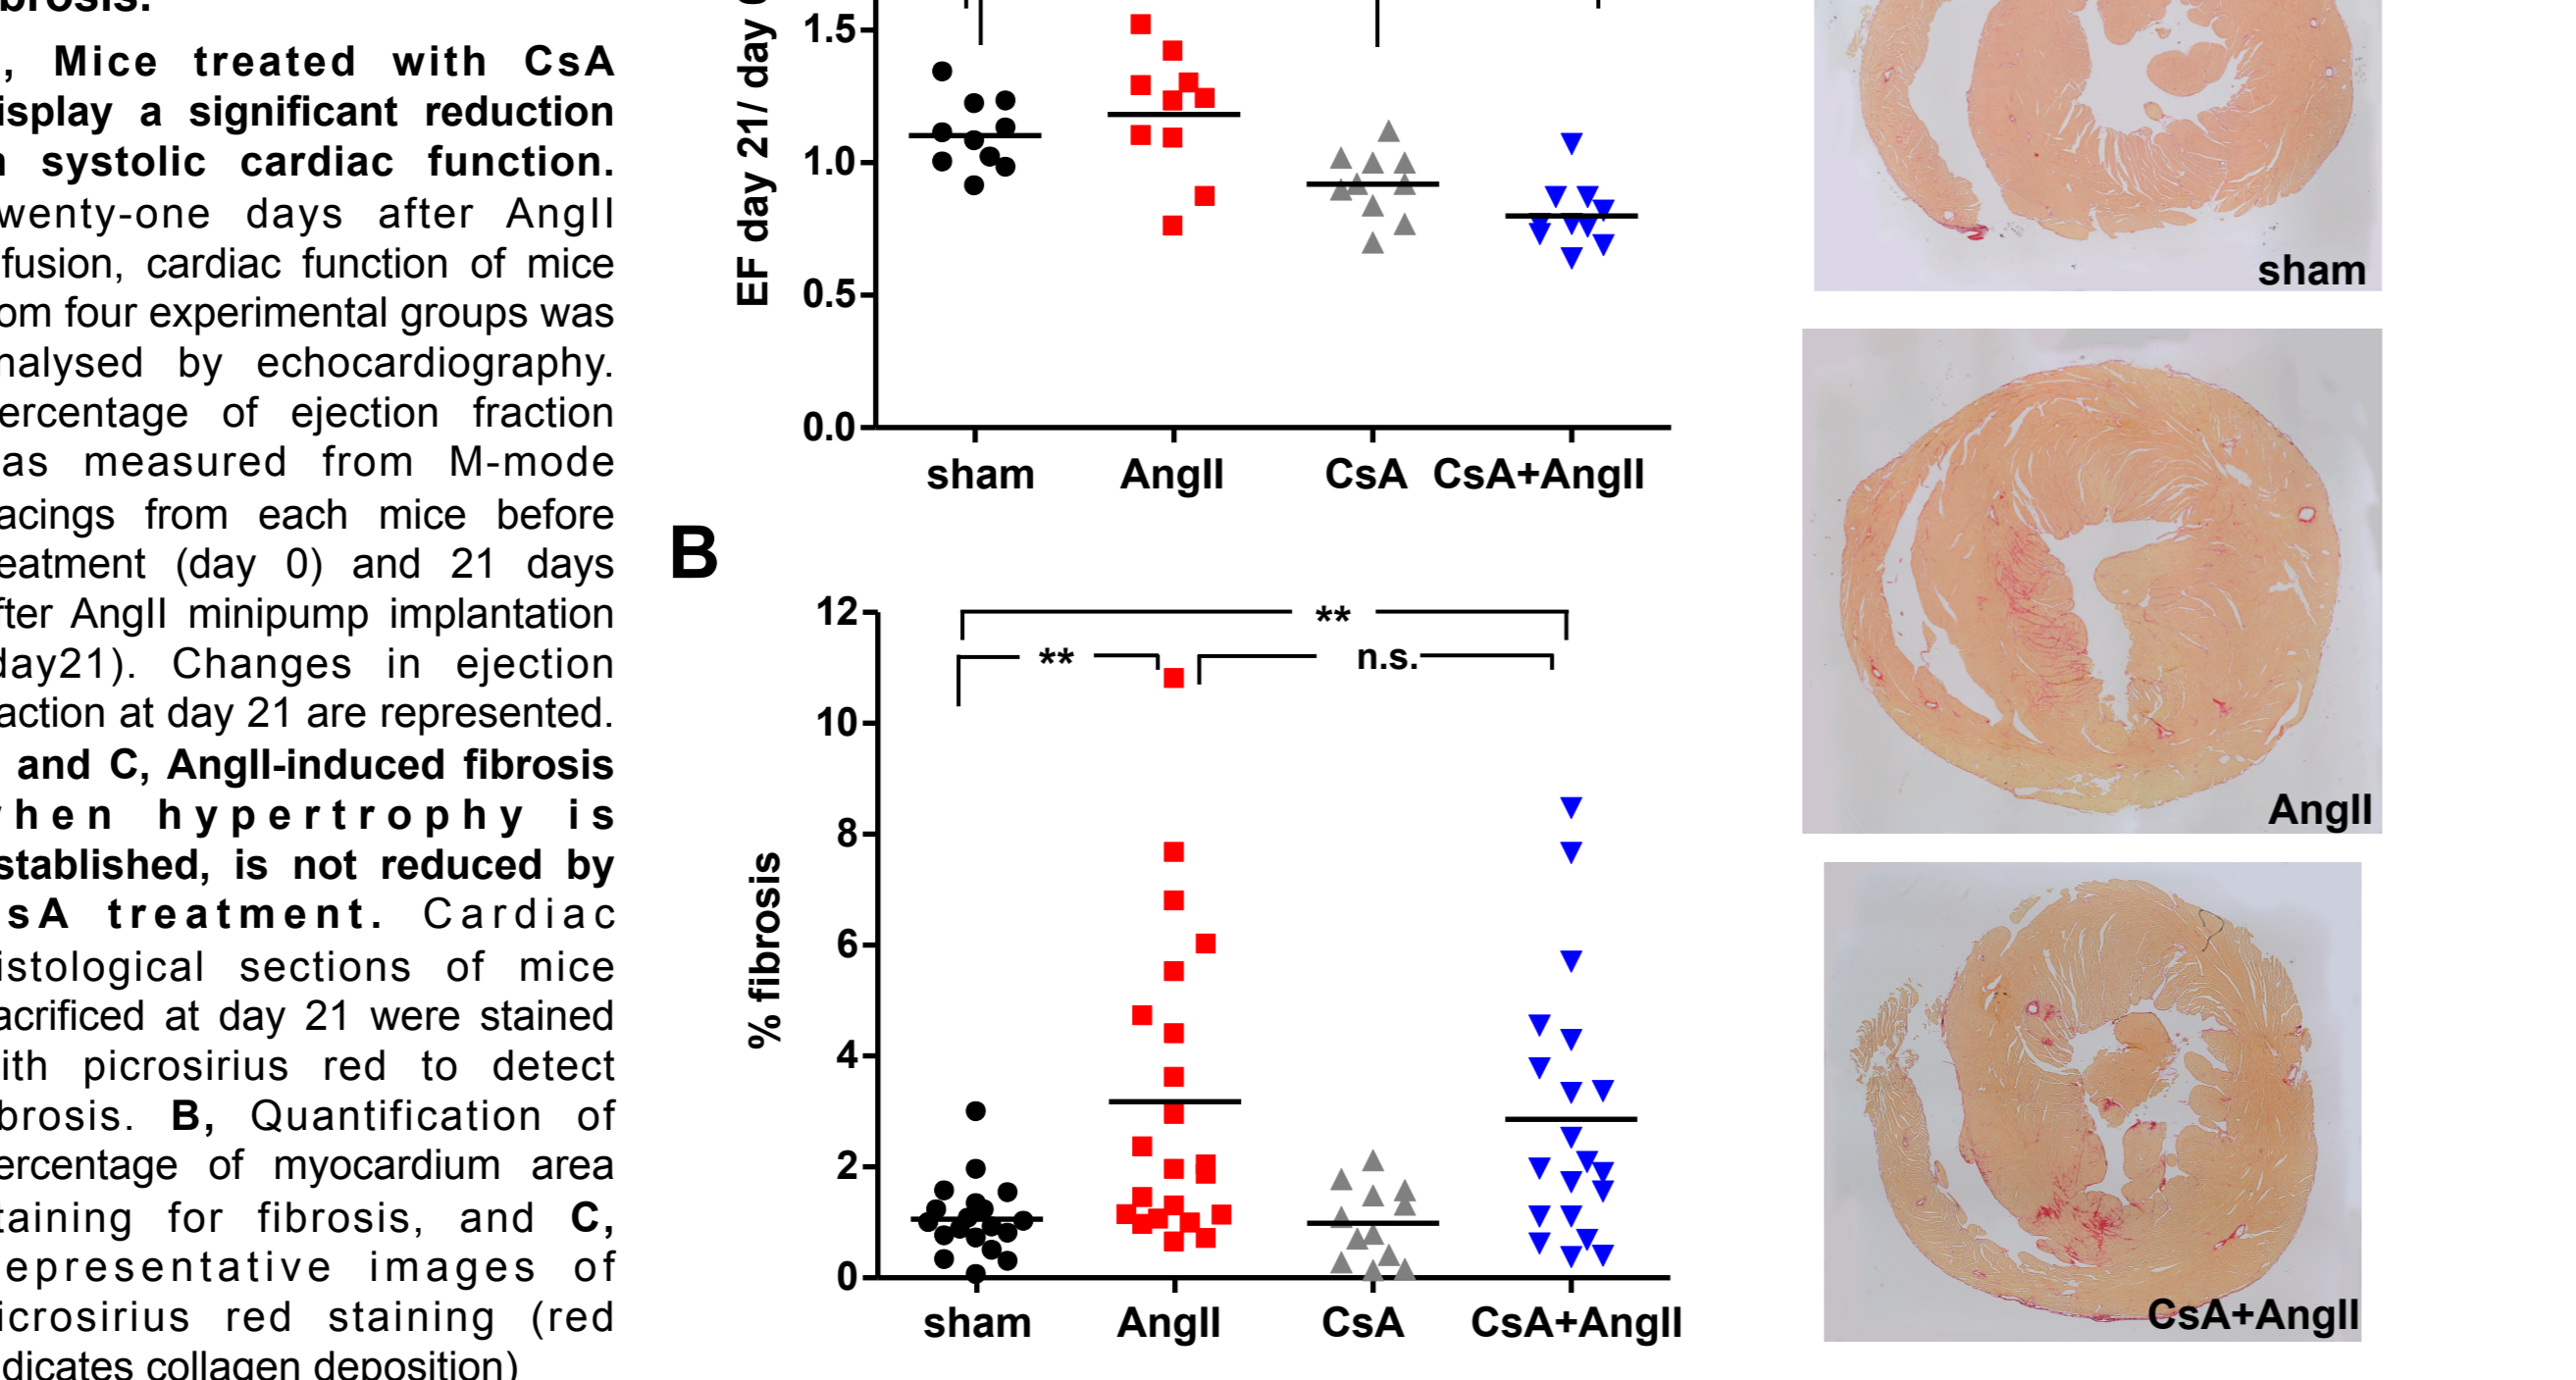 brosis.
, Mice treated with CsA
isplay a significant reduction
n systolic cardiac function.
wenty-one days after AngII
fusion, cardiac function of mice
om four experimental groups was
nalysed by echocardiography.
ercentage of ejection fraction
as measured from M-mode
acings from each mice before
eatment (day 0) and 21 days
fter AngII minipump implantation
day21). Changes in ejection
action at day 21 are represented.
and C, AngII-induced fibrosis
when hypertrophy is
stablished, is not reduced by
sA treatment. Cardiac
istological sections of mice
acrificed at day 21 were stained
ith picrosirius red to detect
brosis. B, Quantification of
ercentage of myocardium area
taining for fibrosis, and C,
epresentative images of
icrosirius red staining (red
dicates collagen deposition)
EF day 21/ day
1.5
1.0
0.5
0.0
sham AngII CsA CsA+AngII
B
% fibrosis
12
10
8
6
4
2
0
**
** n.s.
sham AngII CsA CsA+AngII
sham
AngII
CsA+AngII